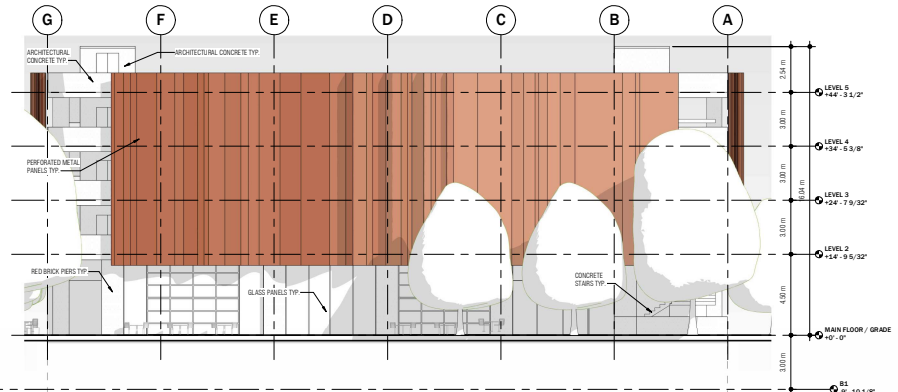 G F E D C B A
ARCHITECTURAL
CONCRETE TYP.
ARCHITECTURAL CONCRETE TYP.
PERFORATED METAL
PANELS TYP.
RED BRICK PIERS TYP.
GLASS PANELS TYP.
CONCRETE
STAIRS TYP.
2.54 m
LEVEL 5
+44' - 3 1/2"
3.00 m
LEVEL 4
+34' - 5 3/8"
3.00 m
LEVEL 3
+24' - 7 9/32"
3.00 m
LEVEL 2
+14' - 9 5/32"
4.50 m
MAIN FLOOR / GRADE
+0' - 0"
3.00 m
B1